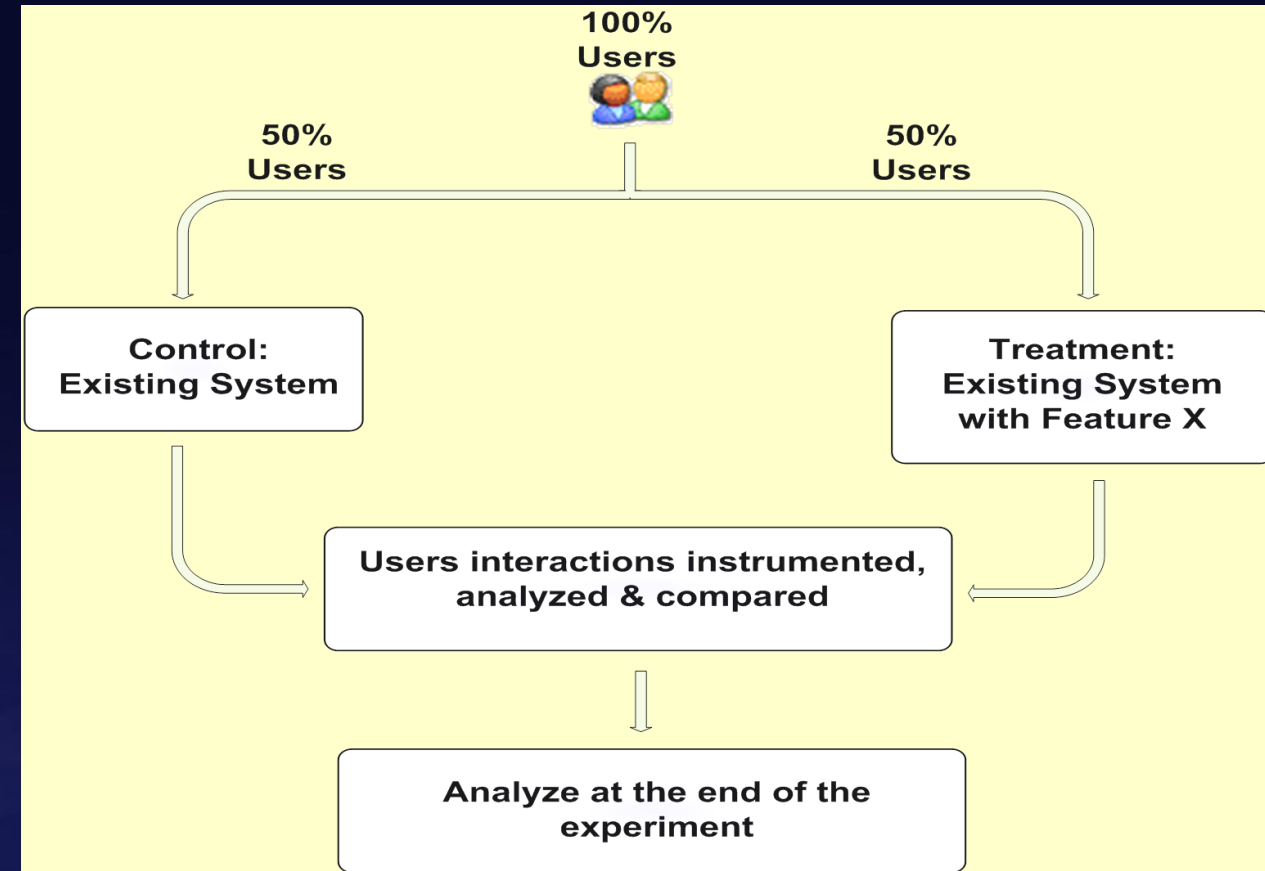 100%
Users
50%
Users
50%
Users
Control:
Existing System
Treatment:
Existing System
with Feature X
Users interactions instrumented,
analyzed & compared
Analyze at the end of the
experiment